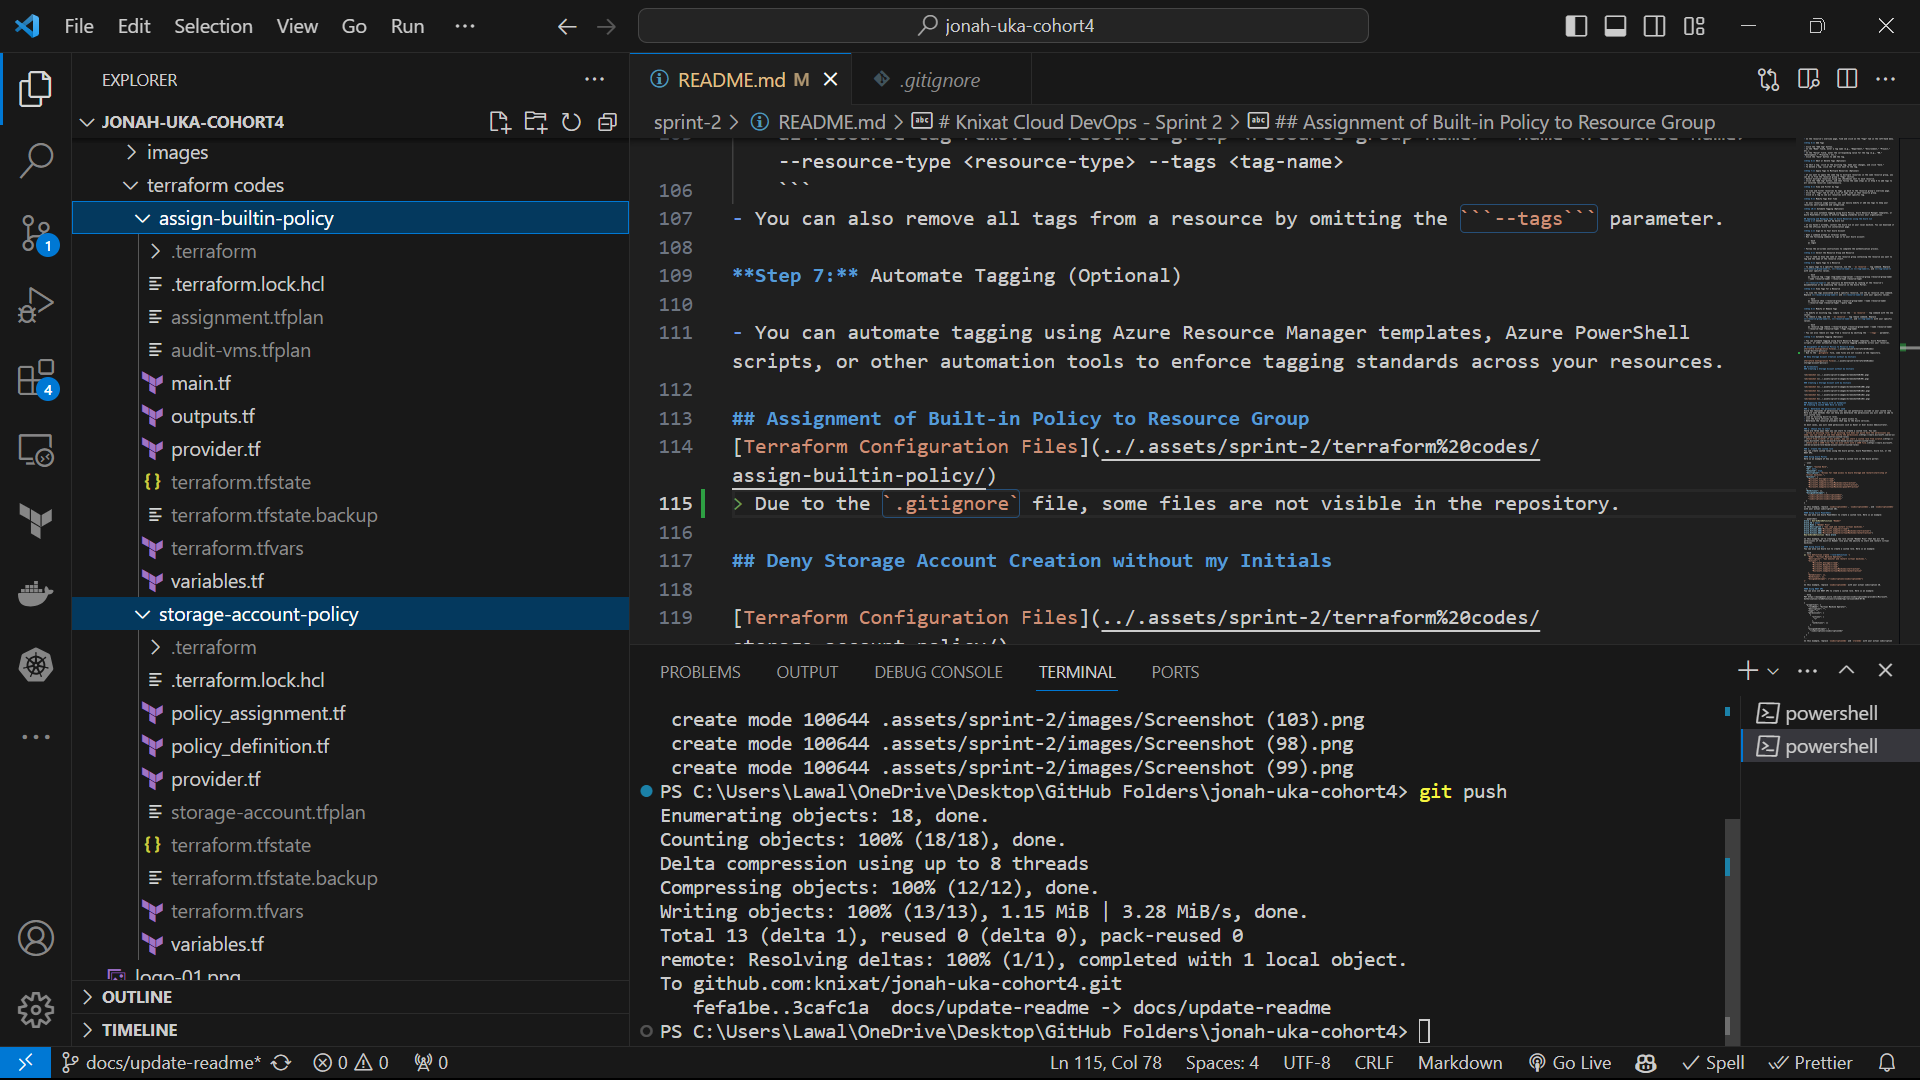 File Edit Selection View Go Run ···
jonah-uka-cohort4
EXPLORER
JONAH-UKA-COHORT4
images
terraform codes
assign-builtin-policy
.terraform
.terraform.lock.hcl
assignment.tfplan
audit-vms.tfplan
main.tf
outputs.tf
provider.tf
terraform.tfstate
terraform.tfstate.backup
terraform.tfvars
variables.tf
storage-account-policy
.terraform
.terraform.lock.hcl
policy_assignment.tf
policy_definition.tf
provider.tf
storage-account.tfplan
terraform.tfstate
terraform.tfstate.backup
terraform.tfvars
variables.tf
logo-01.png
OUTLINE
TIMELINE
1
4
README.md M
.gitignore
sprint-2 > README.md > # Knixat Cloud DevOps - Sprint 2 > ## Assignment of Built-in Policy to Resource Group
--resource-type <resource-type> --tags <tag-name>
106 ```
107 - You can also remove all tags from a resource by omitting the ```--tags``` parameter.
108
109 **Step 7:** Automate Tagging (Optional)
110
111 - You can automate tagging using Azure Resource Manager templates, Azure PowerShell
scripts, or other automation tools to enforce tagging standards across your resources.
112
113 ## Assignment of Built-in Policy to Resource Group
114 [Terraform Configuration Files](../.assets/sprint-2/terraform%20codes/
assign-builtin-policy/)
115 > Due to the `.gitignore` file, some files are not visible in the repository.
116
117 ## Deny Storage Account Creation without my Initials
118
119 [Terraform Configuration Files](../.assets/sprint-2/terraform%20codes/
storage-account-policy/)
PROBLEMS OUTPUT DEBUG CONSOLE TERMINAL PORTS
create mode 100644 .assets/sprint-2/images/Screenshot (103).png
create mode 100644 .assets/sprint-2/images/Screenshot (98).png
create mode 100644 .assets/sprint-2/images/Screenshot (99).png
PS C:\Users\Lawal\OneDrive\Desktop\GitHub Folders\jonah-uka-cohort4> git push
Enumerating objects: 18, done.
Counting objects: 100% (18/18), done.
Delta compression using up to 8 threads
Compressing objects: 100% (12/12), done.
Writing objects: 100% (13/13), 1.15 MiB | 3.28 MiB/s, done.
Total 13 (delta 1), reused 0 (delta 0), pack-reused 0
remote: Resolving deltas: 100% (1/1), completed with 1 local object.
To github.com:knixat/jonah-uka-cohort4.git
fefa1be..3cafc1a docs/update-readme -> docs/update-readme
PS C:\Users\Lawal\OneDrive\Desktop\GitHub Folders\jonah-uka-cohort4>
powershell
powershell
docs/update-readme* 0 0 0
Ln 115, Col 78 Spaces: 4 UTF-8 CRLF Markdown Go Live Spell Prettier